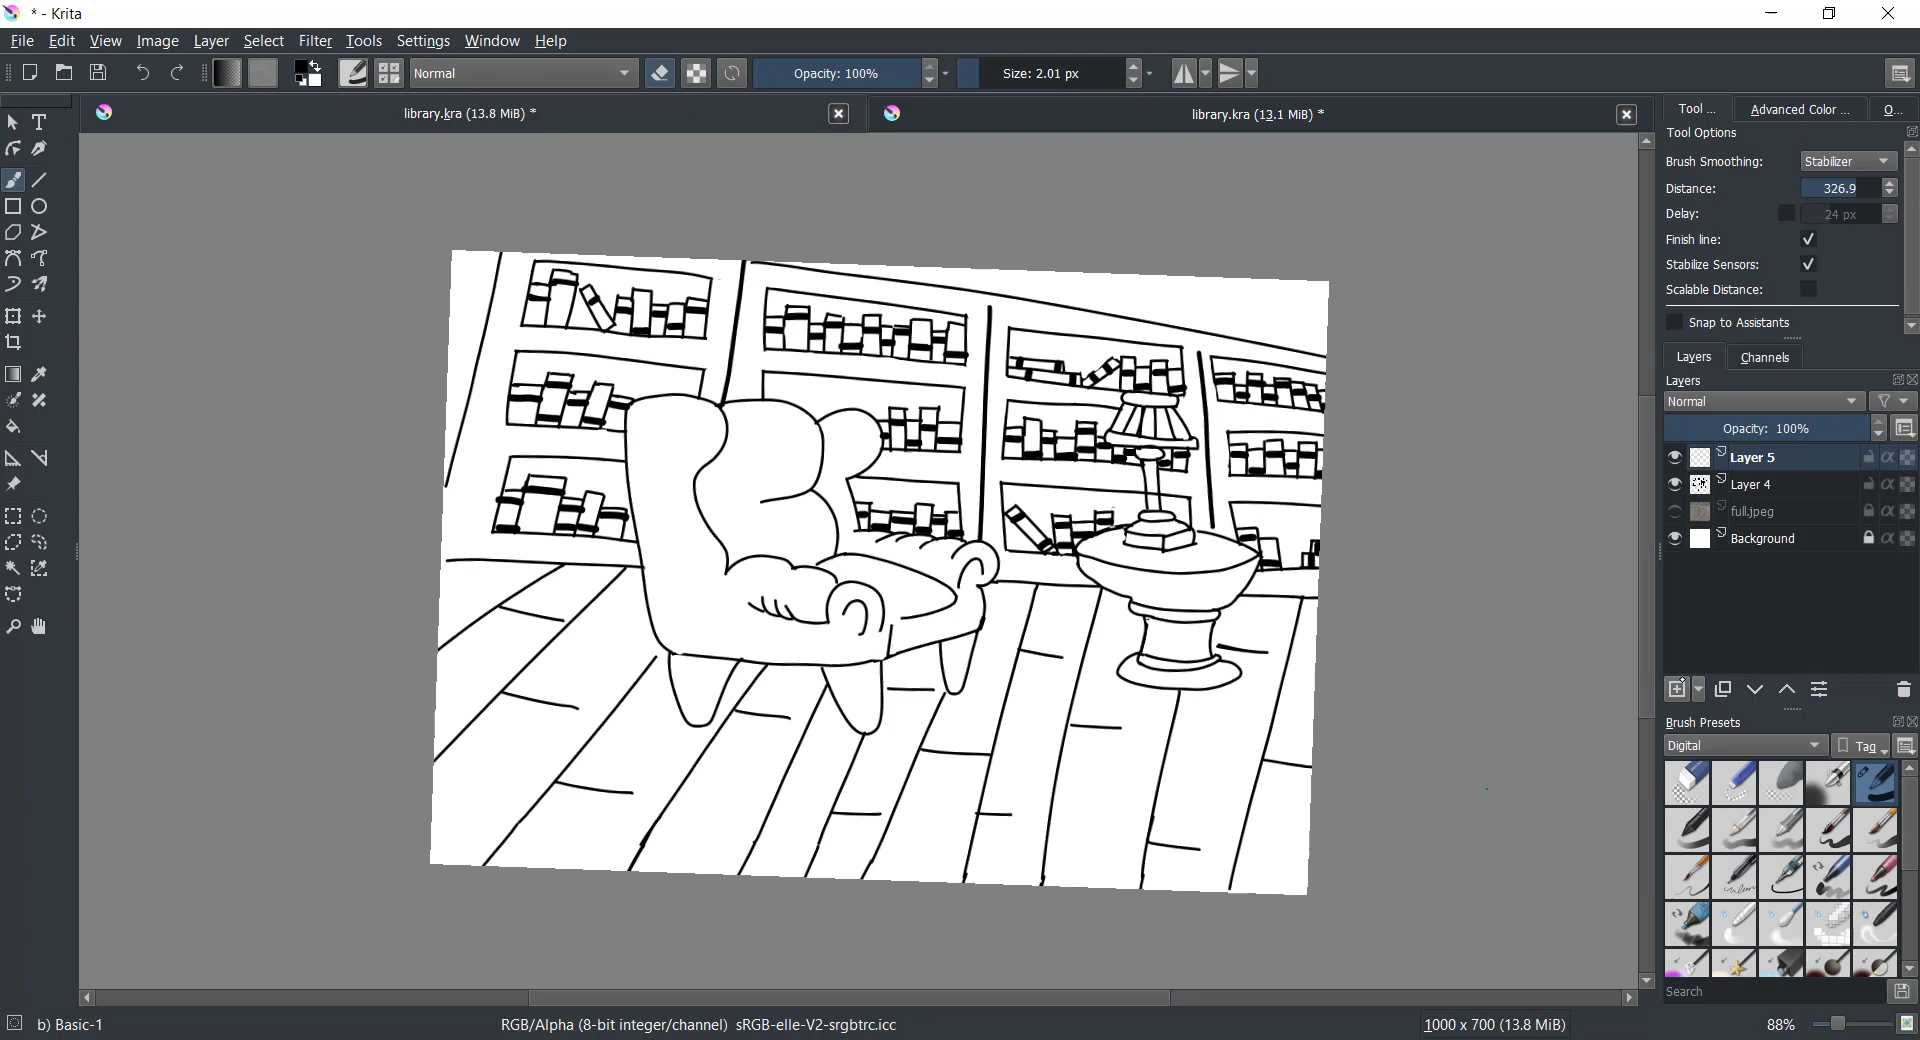 * - Krita
File Edit View Image Layer Select Filter Tools Settings Window Help
Normal Opacity: 100% Size: 2.01 px
library.kra (13.8 MiB) * library.kra (13.1 MiB) *
Tool ... Advanced Color ... O...
Tool Options
Brush Smoothing: Stabilizer
Distance: 326.9
Delay: 24 px
Finish line:
Stabilize Sensors:
Scalable Distance:
Snap to Assistants
Layers Channels
Layers
Normal
Opacity: 100%
Layer 5
Layer 4
full.jpeg
Background
Brush Presets
Digital Tag
Search
b) Basic-1 RGB/Alpha (8-bit integer/channel) sRGB-elle-V2-srgbtrc.icc 1000 x 700 (13.8 MiB) 88%